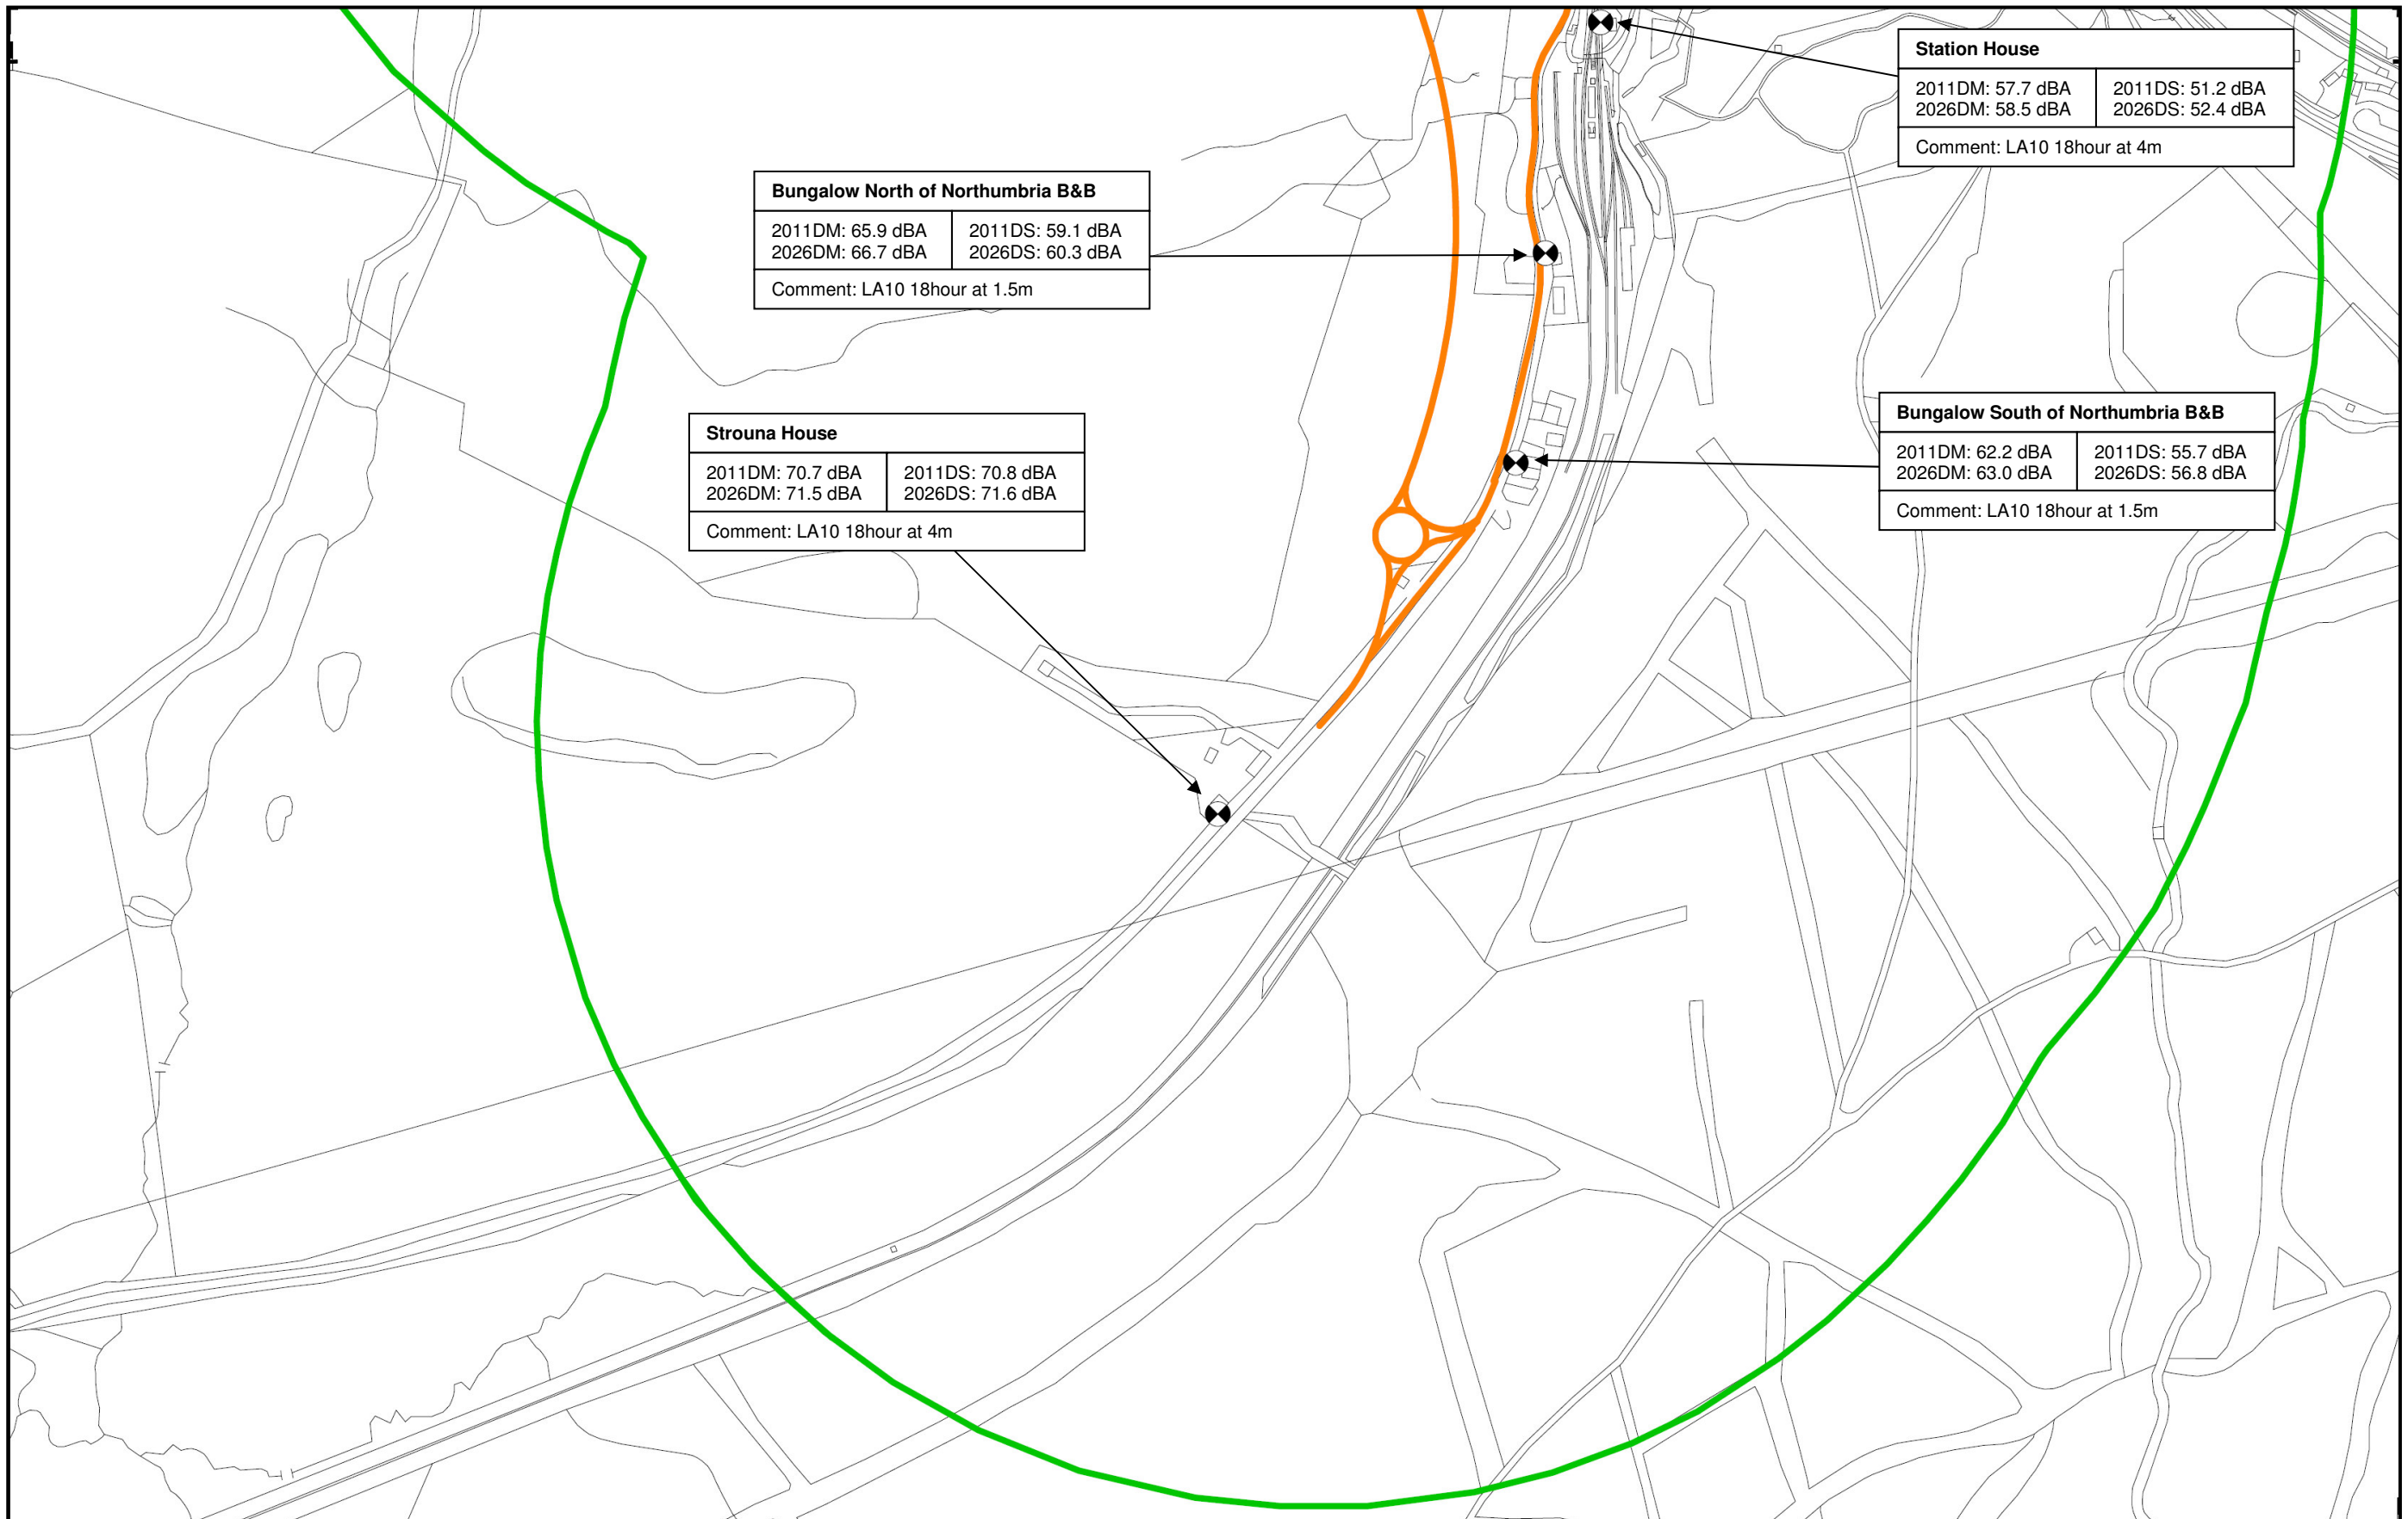 Station House
2011DM: 57.7 dBA
2026DM: 58.5 dBA
2011DS: 51.2 dBA
2026DS: 52.4 dBA
Comment: LA10 18hour at 4m
Bungalow North of Northumbria B&B
2011DM: 65.9 dBA
2026DM: 66.7 dBA
2011DS: 59.1 dBA
2026DS: 60.3 dBA
Comment: LA10 18hour at 1.5m
Strouna House
2011DM: 70.7 dBA
2026DM: 71.5 dBA
2011DS: 70.8 dBA
2026DS: 71.6 dBA
Comment: LA10 18hour at 4m
Bungalow South of Northumbria B&B
2011DM: 62.2 dBA
2026DM: 63.0 dBA
2011DS: 55.7 dBA
2026DS: 56.8 dBA
Comment: LA10 18hour at 1.5m